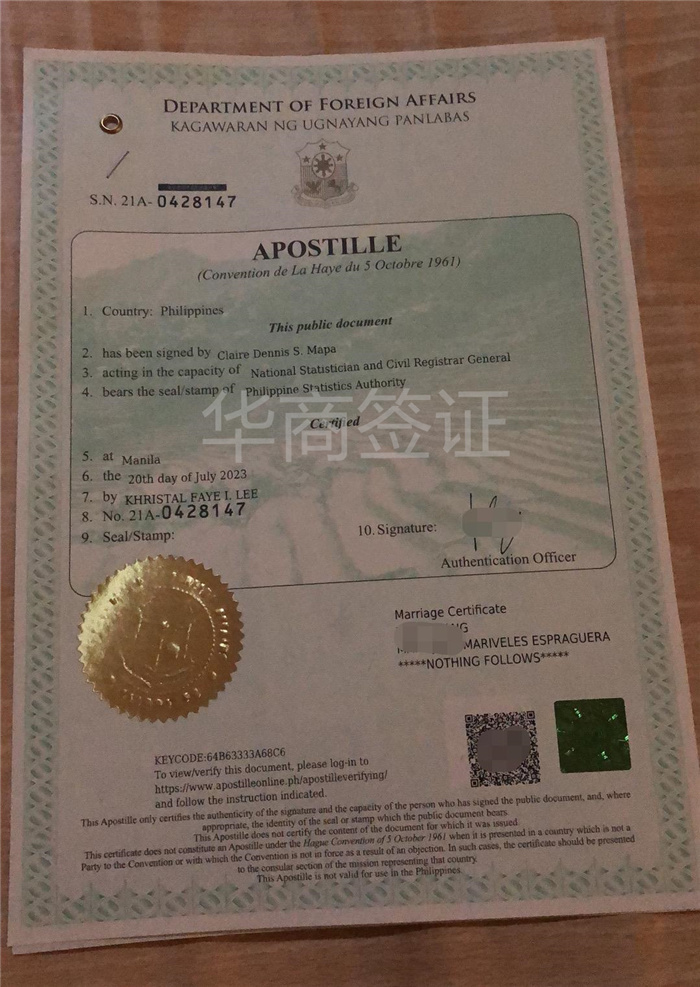 DEPARTMENT OF FOREIGN AFFAIRS
KAGAWARAN NG UGNAYANG PANLABAS
S.N. 21A-0428147
APOSTILLE
(Convention de La Haye du 5 Octobre 1961)
1. Country: Philippines
This public document
2. has been signed by Claire Dennis S. Mapa
3. acting in the capacity of National Statistician and Civil Registrar General
4. bears the seal/stamp of Philippine Statistics Authority
华商签证
Certified
5. at Manila
6. the 20th day of July 2023
7. by KHRISTAL FAYE I. LEE
8. No. 21A-0428147
9. Seal/Stamp:
10. Signature:
Authentication Officer
Marriage Certificate
MARIVELES ESPRAGUERA
*****NOTHING FOLLOWS*****
KEYCODE:64B63333A68C6
To view/verify this document, please log-in to
https://www.apostilleonline.ph/apostilleverifying/
and follow the instruction indicated.
This Apostille only certifies the authenticity of the signature and the capacity of the person who has signed the public document, and, where
appropriate, the identity of the seal or stamp which the public document bears.
This Apostille does not certify the content of the document for which it was issued.
This certificate does not constitute an Apostille under the Hague Convention of 5 October 1961 when it is presented in a country which is not a
Party to the Convention or with which the Convention is not in force as a result of an objection. In such cases, the certificate should be presented
to the consular section of the mission representing that country.
This Apostille is not valid for use in the Philippines.